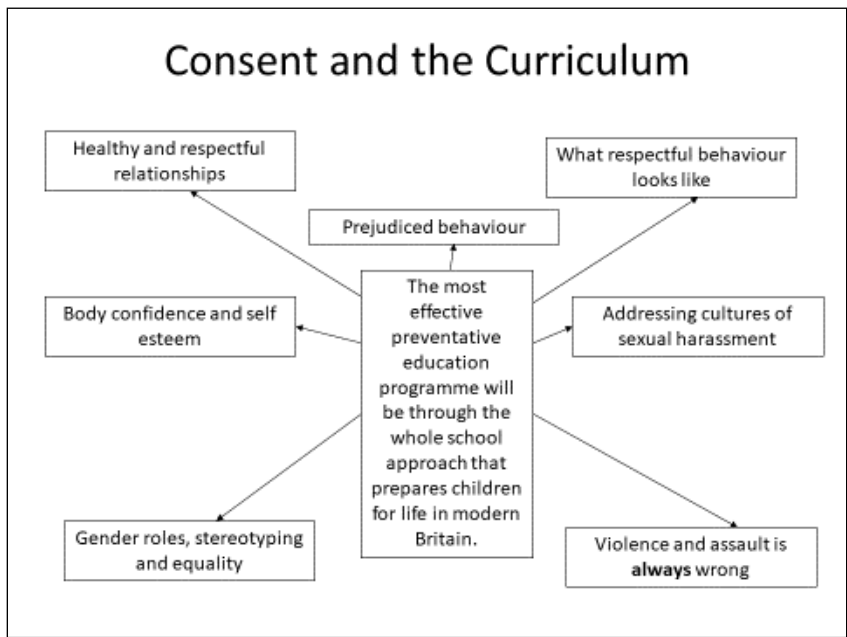 Consent and the Curriculum
Healthy and respectful
relationships
What respectful behaviour
looks like
Prejudiced behaviour
The most
effective
preventative
education
programme will
be through the
whole school
approach that
prepares children
for life in modern
Britain.
Body confidence and self
esteem
Addressing cultures of
sexual harassment
Gender roles, stereotyping
and equality
Violence and assault is
always wrong